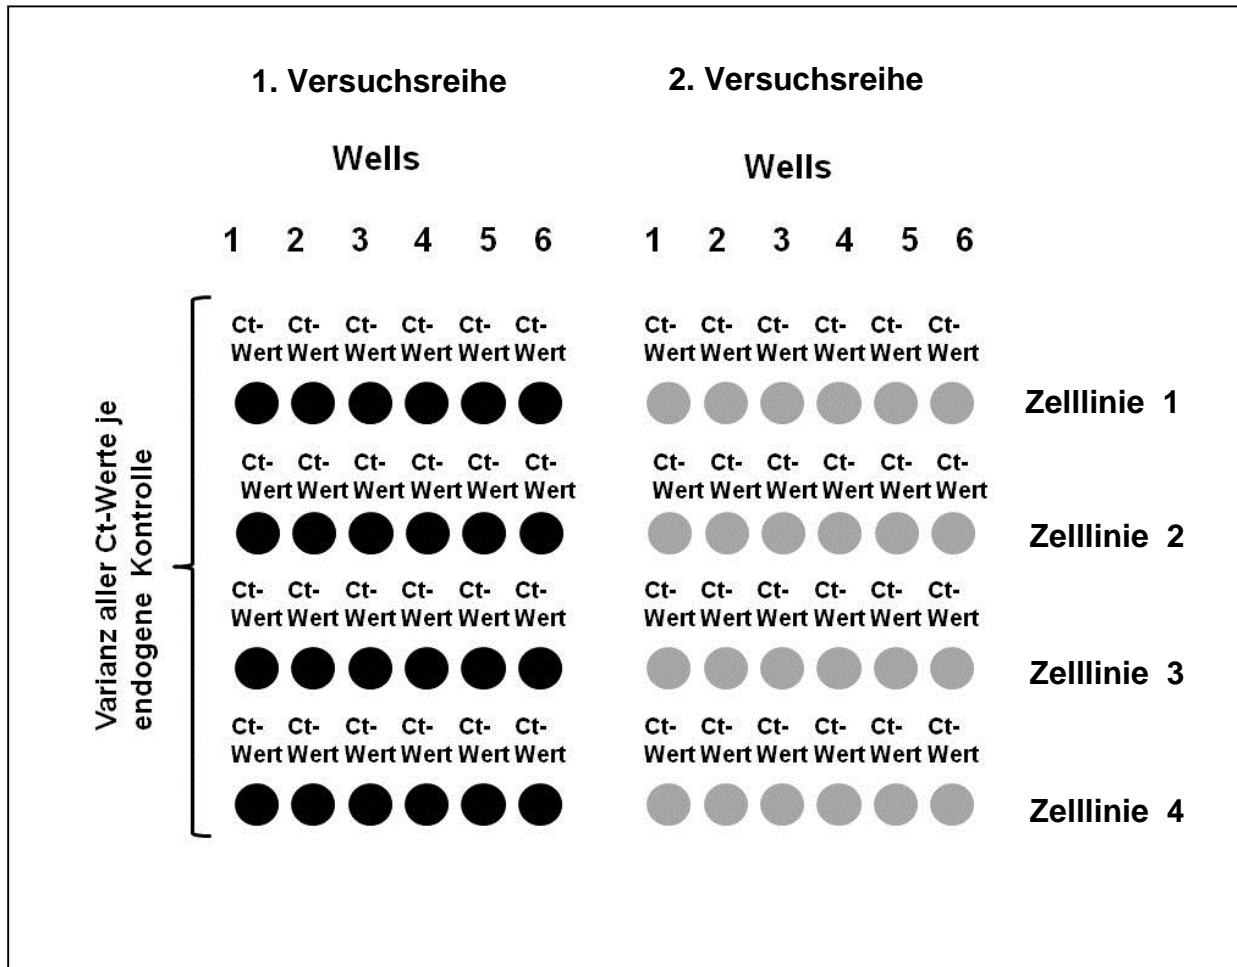 1. Versuchsreihe
2. Versuchsreihe
Wells
Wells
1 2 3 4 5 6
1 2 3 4 5 6
Varianz aller Ct-Werte je
endogene Kontrolle
Ct- Ct- Ct- Ct- Ct- Ct-
Wert Wert Wert Wert Wert Wert
Ct- Ct- Ct- Ct- Ct- Ct-
Wert Wert Wert Wert Wert Wert
Zelllinie 1
Ct- Ct- Ct- Ct- Ct- Ct-
Wert Wert Wert Wert Wert Wert
Ct- Ct- Ct- Ct- Ct- Ct-
Wert Wert Wert Wert Wert Wert
Zelllinie 2
Ct- Ct- Ct- Ct- Ct- Ct-
Wert Wert Wert Wert Wert Wert
Ct- Ct- Ct- Ct- Ct- Ct-
Wert Wert Wert Wert Wert Wert
Zelllinie 3
Ct- Ct- Ct- Ct- Ct- Ct-
Wert Wert Wert Wert Wert Wert
Ct- Ct- Ct- Ct- Ct- Ct-
Wert Wert Wert Wert Wert Wert
Zelllinie 4